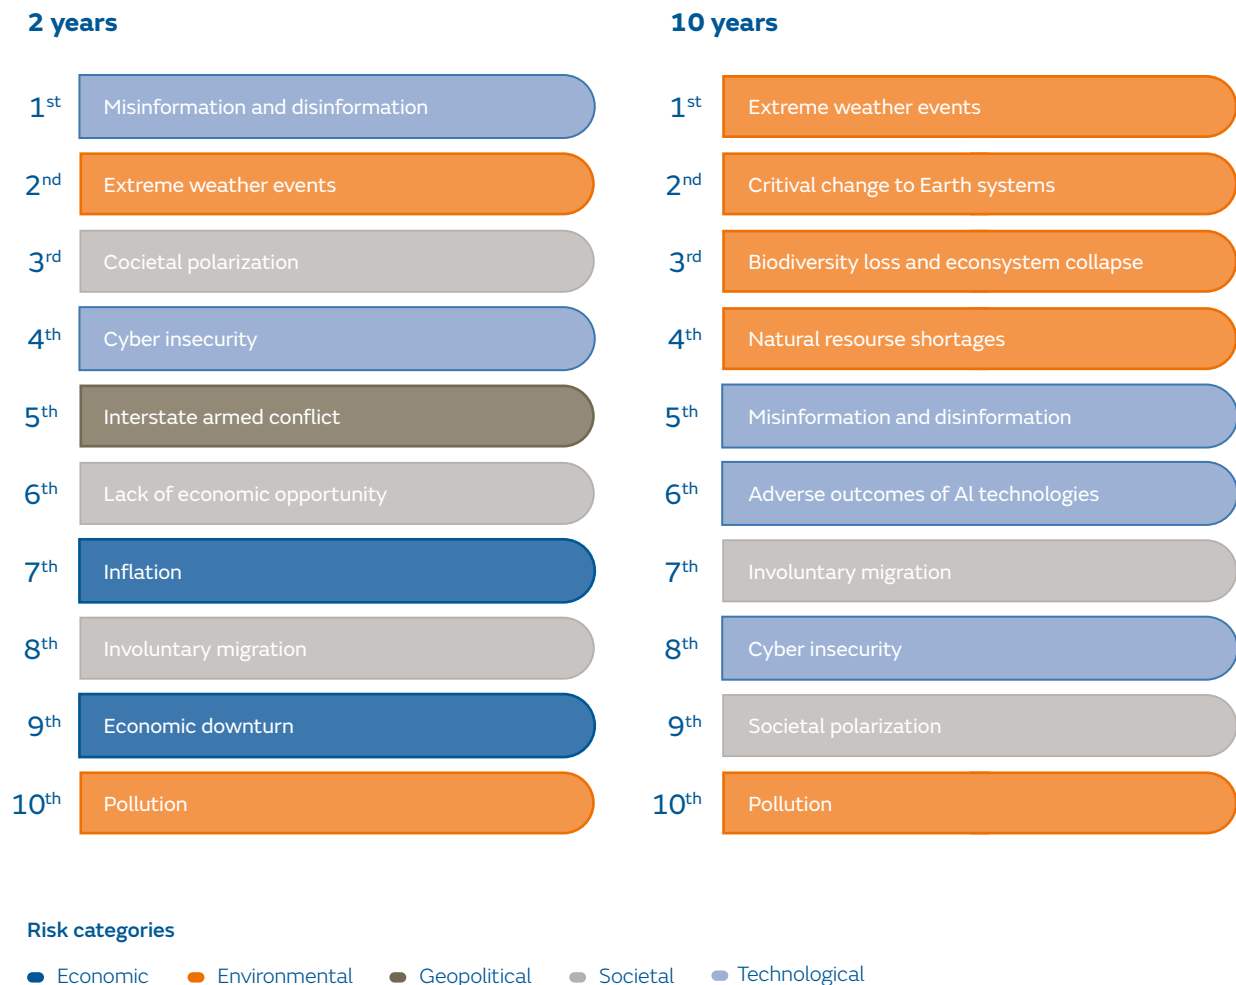 2 years
1st Misinformation and disinformation
2nd Extreme weather events
3rd Cocietal polarization
4th Cyber insecurity
5th Interstate armed conflict
6th Lack of economic opportunity
7th Inflation
8th Involuntary migration
9th Economic downturn
10th Pollution
10 years
1st Extreme weather events
2nd Critival change to Earth systems
3rd Biodiversity loss and econsystem collapse
4th Natural resourse shortages
5th Misinformation and disinformation
6th Adverse outcomes of Al technologies
7th Involuntary migration
8th Cyber insecurity
9th Societal polarization
10th Pollution
Risk categories
Economic Environmental Geopolitical Societal Technological